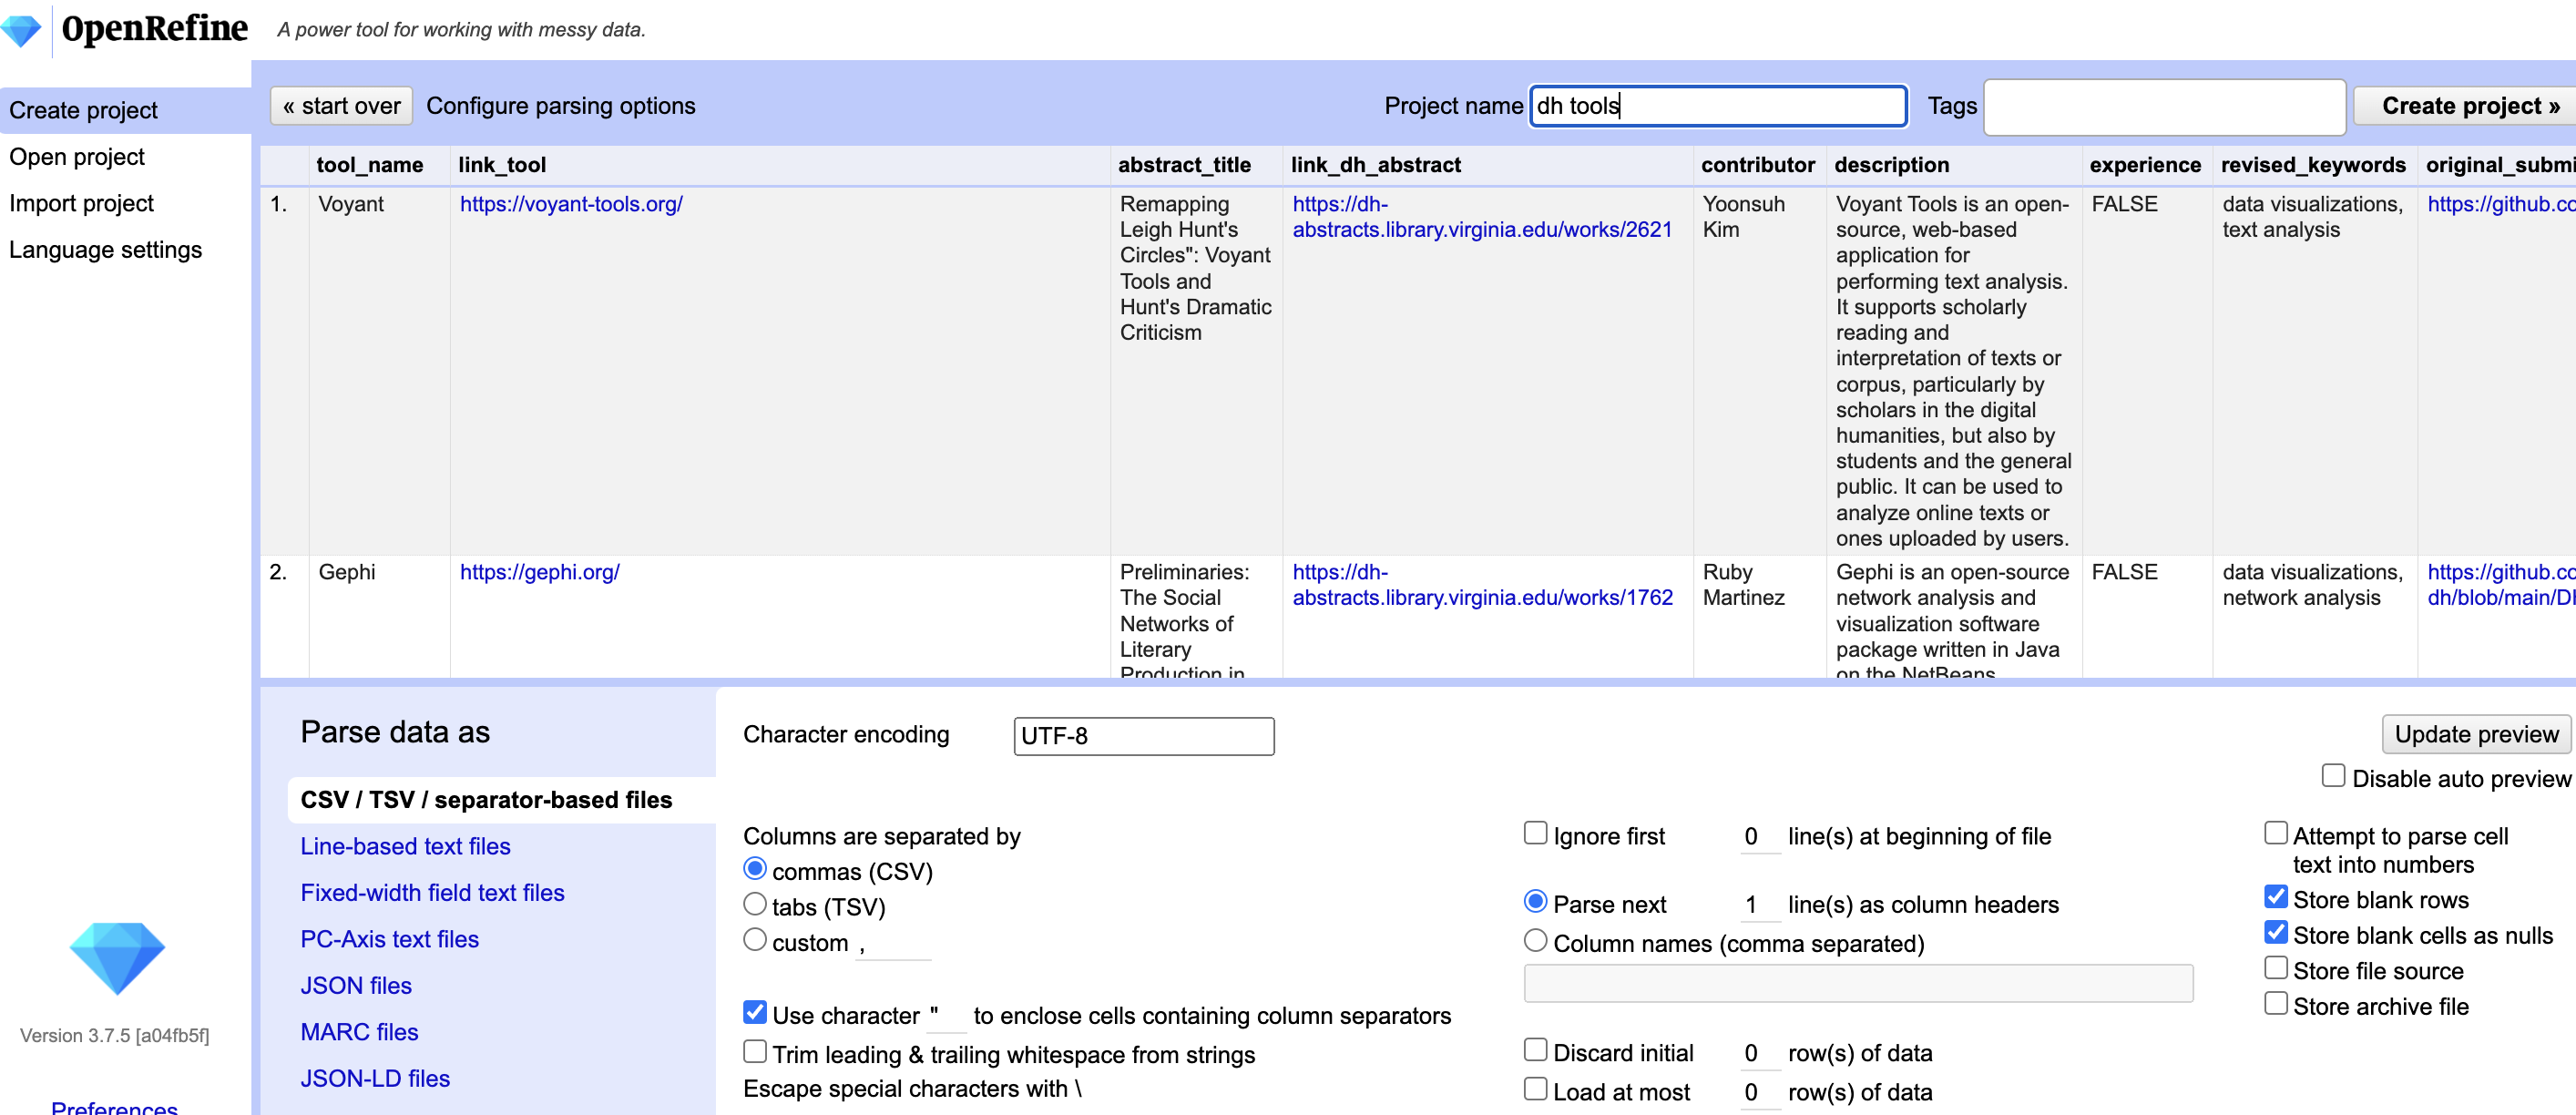 OpenRefine A power tool for working with messy data.
Create project
Open project
Import project
Language settings
« start over Configure parsing options Project name dh tools Tags Create project »
tool_name link_tool abstract_title link_dh_abstract contributor description experience revised_keywords original_submi
1. Voyant https://voyant-tools.org/ Remapping https://dh- Yoonsuh Voyant Tools is an open- FALSE data visualizations, https://github.co
Leigh Hunt's abstracts.library.virginia.edu/works/2621 Kim source, web-based text analysis
Circles": Voyant application for
Tools and performing text analysis.
Hunt's Dramatic It supports scholarly
Criticism reading and
interpretation of texts or
corpus, particularly by
scholars in the digital
humanities, but also by
students and the general
public. It can be used to
analyze online texts or
ones uploaded by users.
2. Gephi https://gephi.org/ Preliminaries: https://dh- Ruby Gephi is an open-source FALSE data visualizations, https://github.co
The Social abstracts.library.virginia.edu/works/1762 Martinez network analysis and network analysis dh/blob/main/DH
Networks of visualization software
Literary package written in Java
Production in on the NetBeans
Parse data as
CSV / TSV / separator-based files
Line-based text files
Fixed-width field text files
PC-Axis text files
JSON files
MARC files
JSON-LD files
Character encoding UTF-8
Update preview
Disable auto preview
Columns are separated by
commas (CSV)
tabs (TSV)
custom ,
Use character " to enclose cells containing column separators
Trim leading & trailing whitespace from strings
Escape special characters with \
Ignore first 0 line(s) at beginning of file
Parse next 1 line(s) as column headers
Column names (comma separated)
Discard initial 0 row(s) of data
Load at most 0 row(s) of data
Attempt to parse cell
text into numbers
Store blank rows
Store blank cells as nulls
Store file source
Store archive file
Version 3.7.5 [a04fb5f]
Preferences